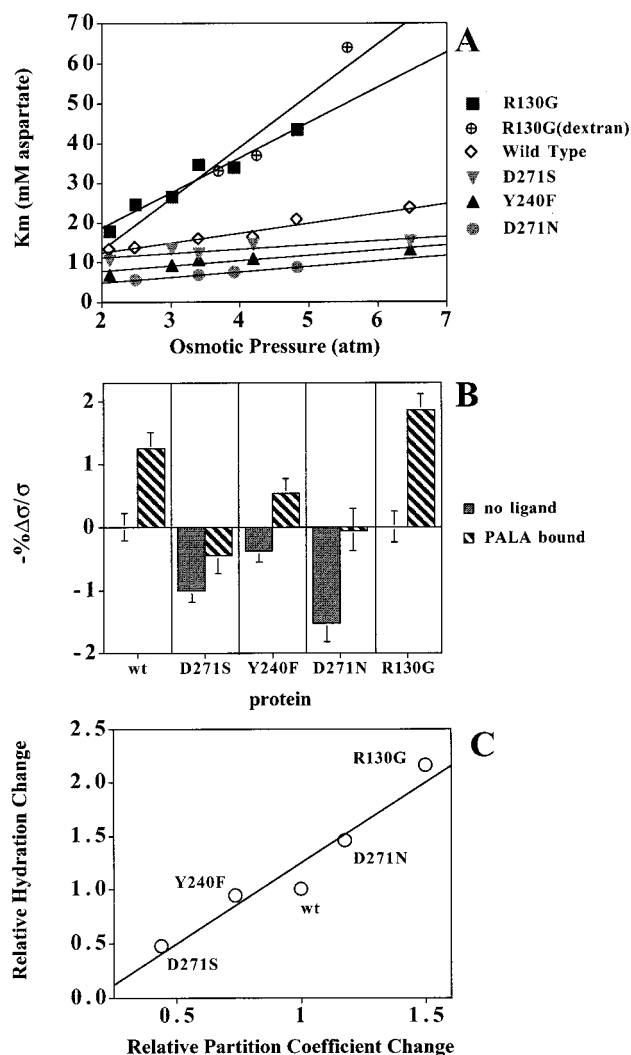 A
Km (mM aspartate)
70
60
50
40
30
20
10
0
2 3 4 5 6 7
Osmotic Pressure (atm)
R130G
R130G(dextran)
Wild Type
D271S
Y240F
D271N
B
-%Δσ/σ
2
1
0
-1
-2
wt D271S Y240F D271N R130G
protein
no ligand
PALA bound
C
Relative Hydration Change
2.5
2.0
1.5
1.0
0.5
0.0
R130G
D271N
Y240F
wt
D271S
0.5 1 1.5
Relative Partition Coefficient Change